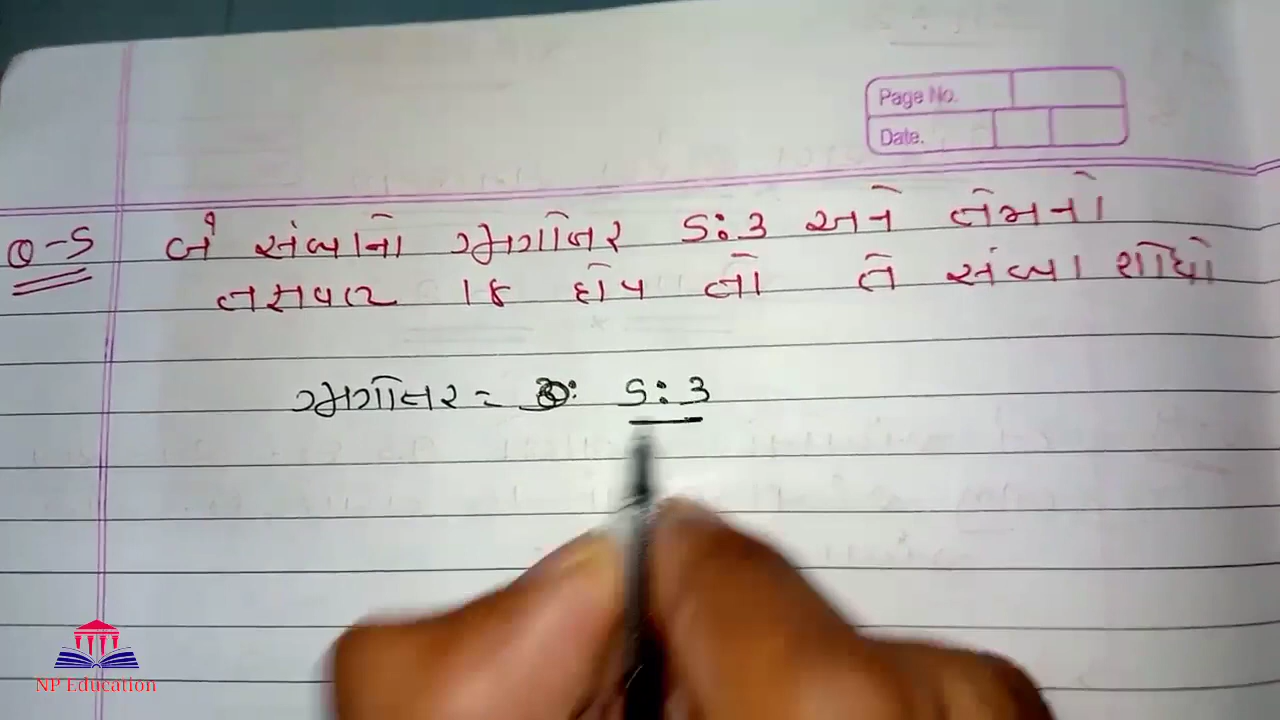 Page No.
Date.
Q-5 બે સંખ્યાનો ગુણોત્તર 5:3 અને તેમનો
તફાવત 18 હોય તો તે સંખ્યા શોધો
ગુણોત્તર = 5:3
NP Education